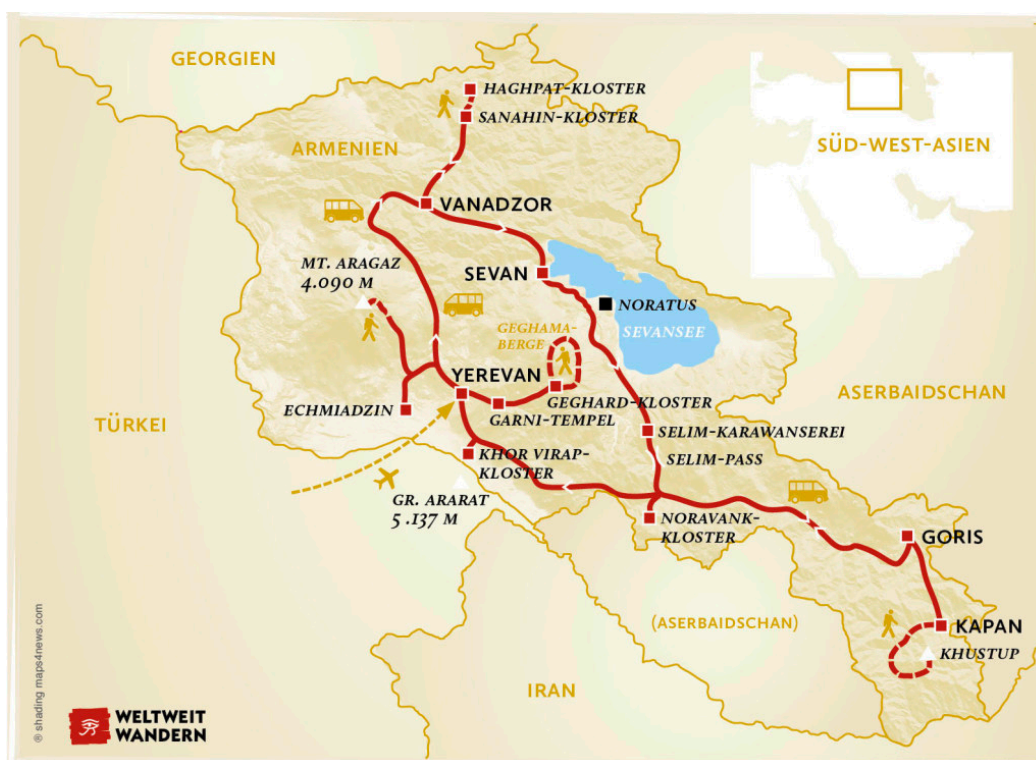 GEORGIEN
HAGHPAT-KLOSTER
SANAHIN-KLOSTER
ARMENIEN
SÜD-WEST-ASIEN
VANADZOR
MT. ARAGAZ
4.090 M
SEVAN
NORATUS
SEVANSEE
GEGHAMA-
BERGE
YEREVAN
ASERBAIDSCHAN
GEGHARD-KLOSTER
ECHMIADZIN
GARNI-TEMPEL
TÜRKEI
SELIM-KARAWANSEREI
KHOR VIRAP-
KLOSTER
SELIM-PASS
GR. ARARAT
5.137 M
NORAVANK-
KLOSTER
GORIS
(ASERBAIDSCHAN)
KAPAN
KHUSTUP
IRAN
® shading maps4news.com
WELTWEIT
WANDERN